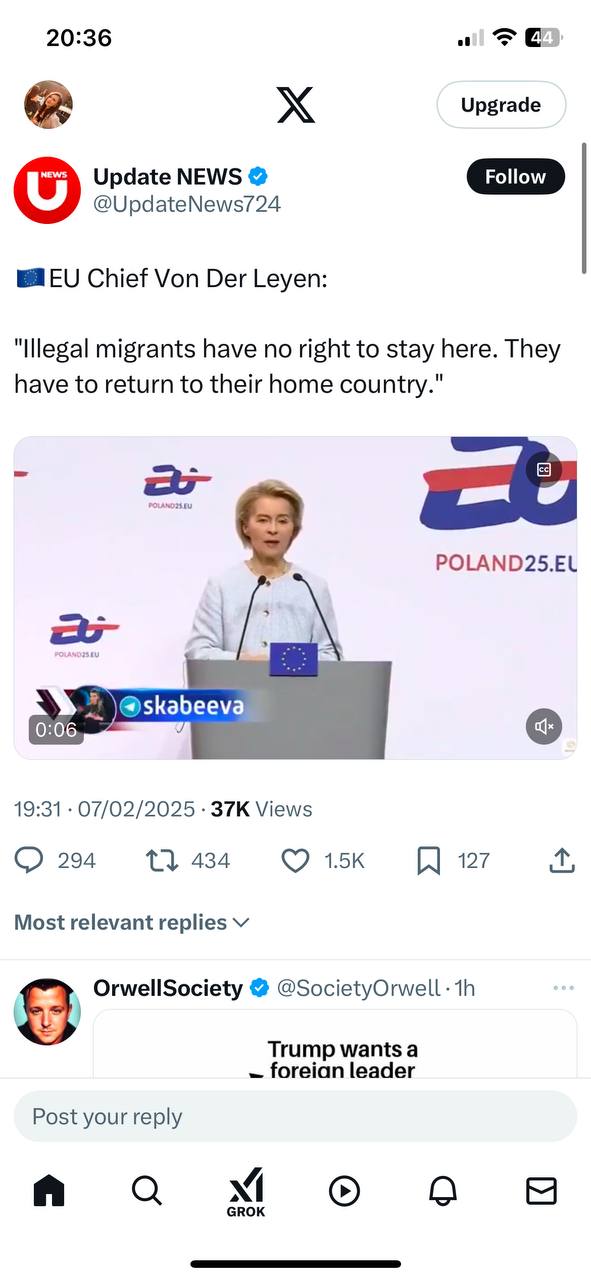 20:36
44
Upgrade
NEWS
Update NEWS
@UpdateNews724
Follow
🇪🇺EU Chief Von Der Leyen:
"Illegal migrants have no right to stay here. They
have to return to their home country."
CC
POLAND25.EU
POLAND25.EU
POLAND25.EU
skabeeva
0:06
19:31 · 07/02/2025 · 37K Views
294
434
1.5K
127
Most relevant replies
OrwellSociety @SocietyOrwell · 1h
Trump wants a
foreign leader
Post your reply
GROK